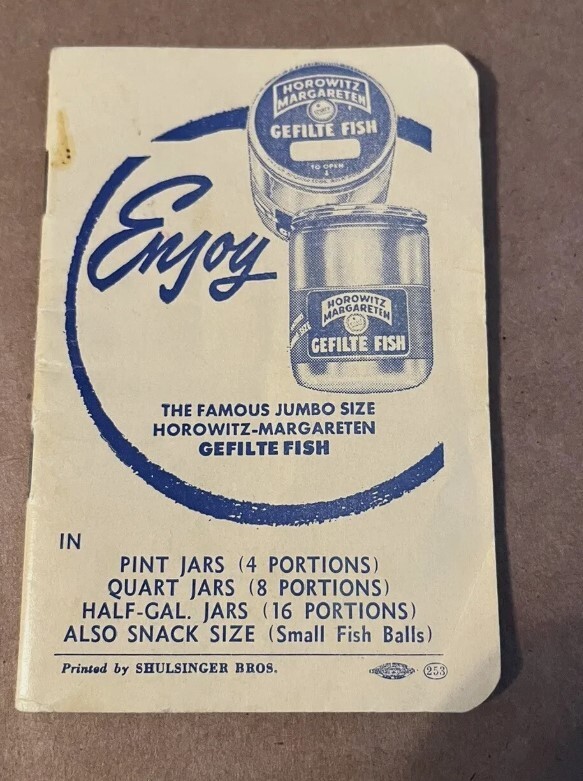 HOROWITZ
MARGARETEN
GEFILTE FISH
TO OPEN
Enjoy
HOROWITZ
MARGARETEN
SIZE
GEFILTE FISH
THE FAMOUS JUMBO SIZE
HOROWITZ-MARGARETEN
GEFILTE FISH
IN
PINT JARS (4 PORTIONS)
QUART JARS (8 PORTIONS)
HALF-GAL. JARS (16 PORTIONS)
ALSO SNACK SIZE (Small Fish Balls)
Printed by SHULSINGER BROS.
253